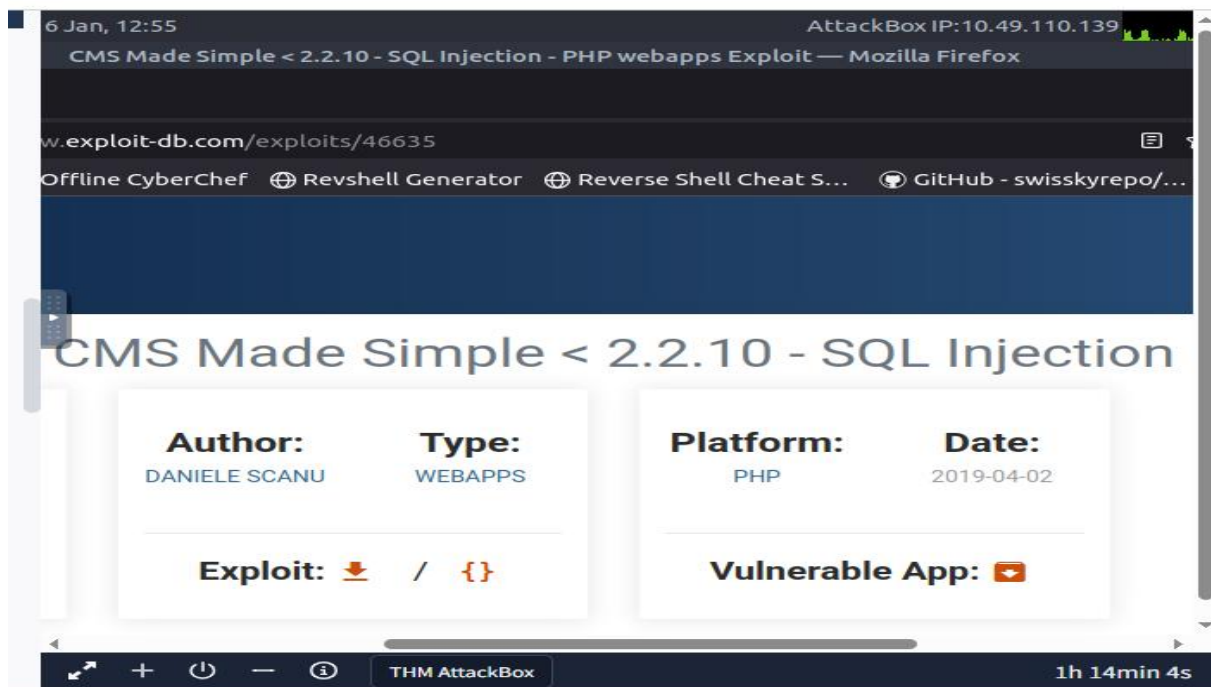 6 Jan, 12:55 AttackBox IP:10.49.110.139
CMS Made Simple < 2.2.10 - SQL Injection - PHP webapps Exploit — Mozilla Firefox
w.exploit-db.com/exploits/46635
Offline CyberChef Revshell Generator Reverse Shell Cheat S... GitHub - swisskyrepo/...
CMS Made Simple < 2.2.10 - SQL Injection
Author: Type: Platform: Date:
DANIELE SCANU WEBAPPS PHP 2019-04-02
Exploit: / {} Vulnerable App:
THM AttackBox 1h 14min 4s